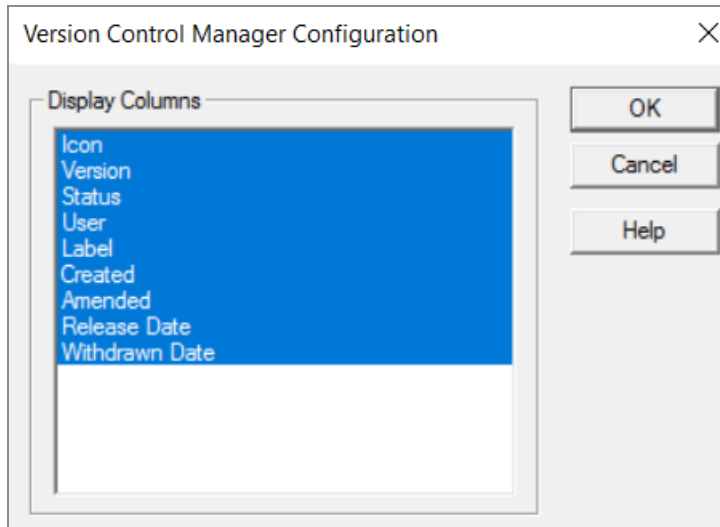 Version Control Manager Configuration
Display Columns
Icon
Version
Status
User
Label
Created
Amended
Release Date
Withdrawn Date
OK
Cancel
Help